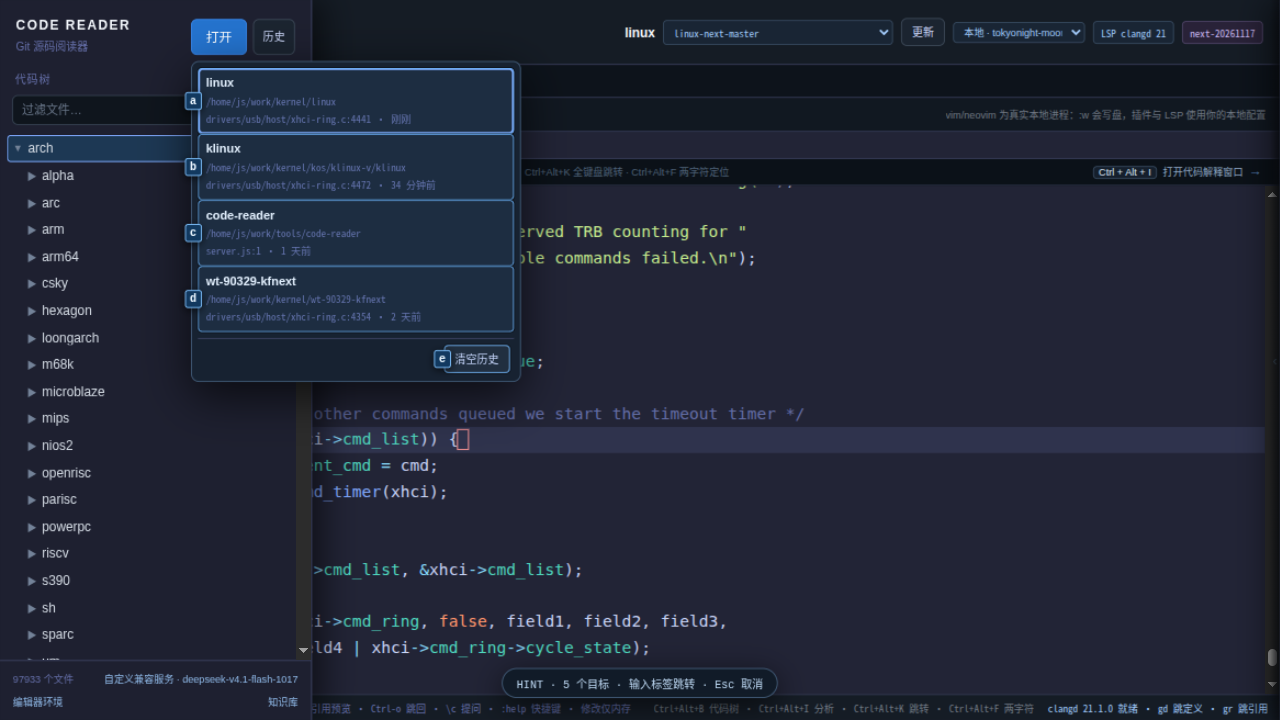 CODE READER
Git 源码阅读器
打开
历史
linux
linux-next-master
更新
本地 · tokyonight-moo
LSP clangd 21
next-20261117
代码树
过滤文件…
vim/neovim 为真实本地进程：:w 会写盘，插件与 LSP 使用你的本地配置
Ctrl+Alt+K 全键盘跳转 · Ctrl+Alt+F 两字符定位
Ctrl + Alt + I
打开代码解释窗口 →
a
linux
/home/js/work/kernel/linux
drivers/usb/host/xhci-ring.c:4441 · 刚刚
b
klinux
/home/js/work/kernel/kos/klinux-v/klinux
drivers/usb/host/xhci-ring.c:4472 · 34 分钟前
c
code-reader
/home/js/work/tools/code-reader
server.js:1 · 1 天前
d
wt-90329-kfnext
/home/js/work/kernel/wt-90329-kfnext
drivers/usb/host/xhci-ring.c:4354 · 2 天前
e
清空历史
▼ arch
▶ alpha
▶ arc
▶ arm
▶ arm64
▶ csky
▶ hexagon
▶ loongarch
▶ m68k
▶ microblaze
▶ mips
▶ nios2
▶ openrisc
▶ parisc
▶ powerpc
▶ riscv
▶ s390
▶ sh
▶ sparc
erved TRB counting for "
ble commands failed.\n");
ue;
other commands queued we start the timeout timer */
i->cmd_list)) {
ent_cmd = cmd;
md_timer(xhci);
>cmd_list, &xhci->cmd_list);
i->cmd_ring, false, field1, field2, field3,
eld4 | xhci->cmd_ring->cycle_state);
HINT · 5 个目标 · 输入标签跳转 · Esc 取消
97933 个文件
自定义兼容服务 · deepseek-v4.1-flash-1017
编辑器环境
知识库
引用预览 · Ctrl-o 跳回 · \c 提问 · :help 快捷键 · 修改仅内存
Ctrl+Alt+B 代码树 · Ctrl+Alt+I 分析 · Ctrl+Alt+K 跳转 · Ctrl+Alt+F 两字符
clangd 21.1.0 就绪 · gd 跳定义 · gr 跳引用